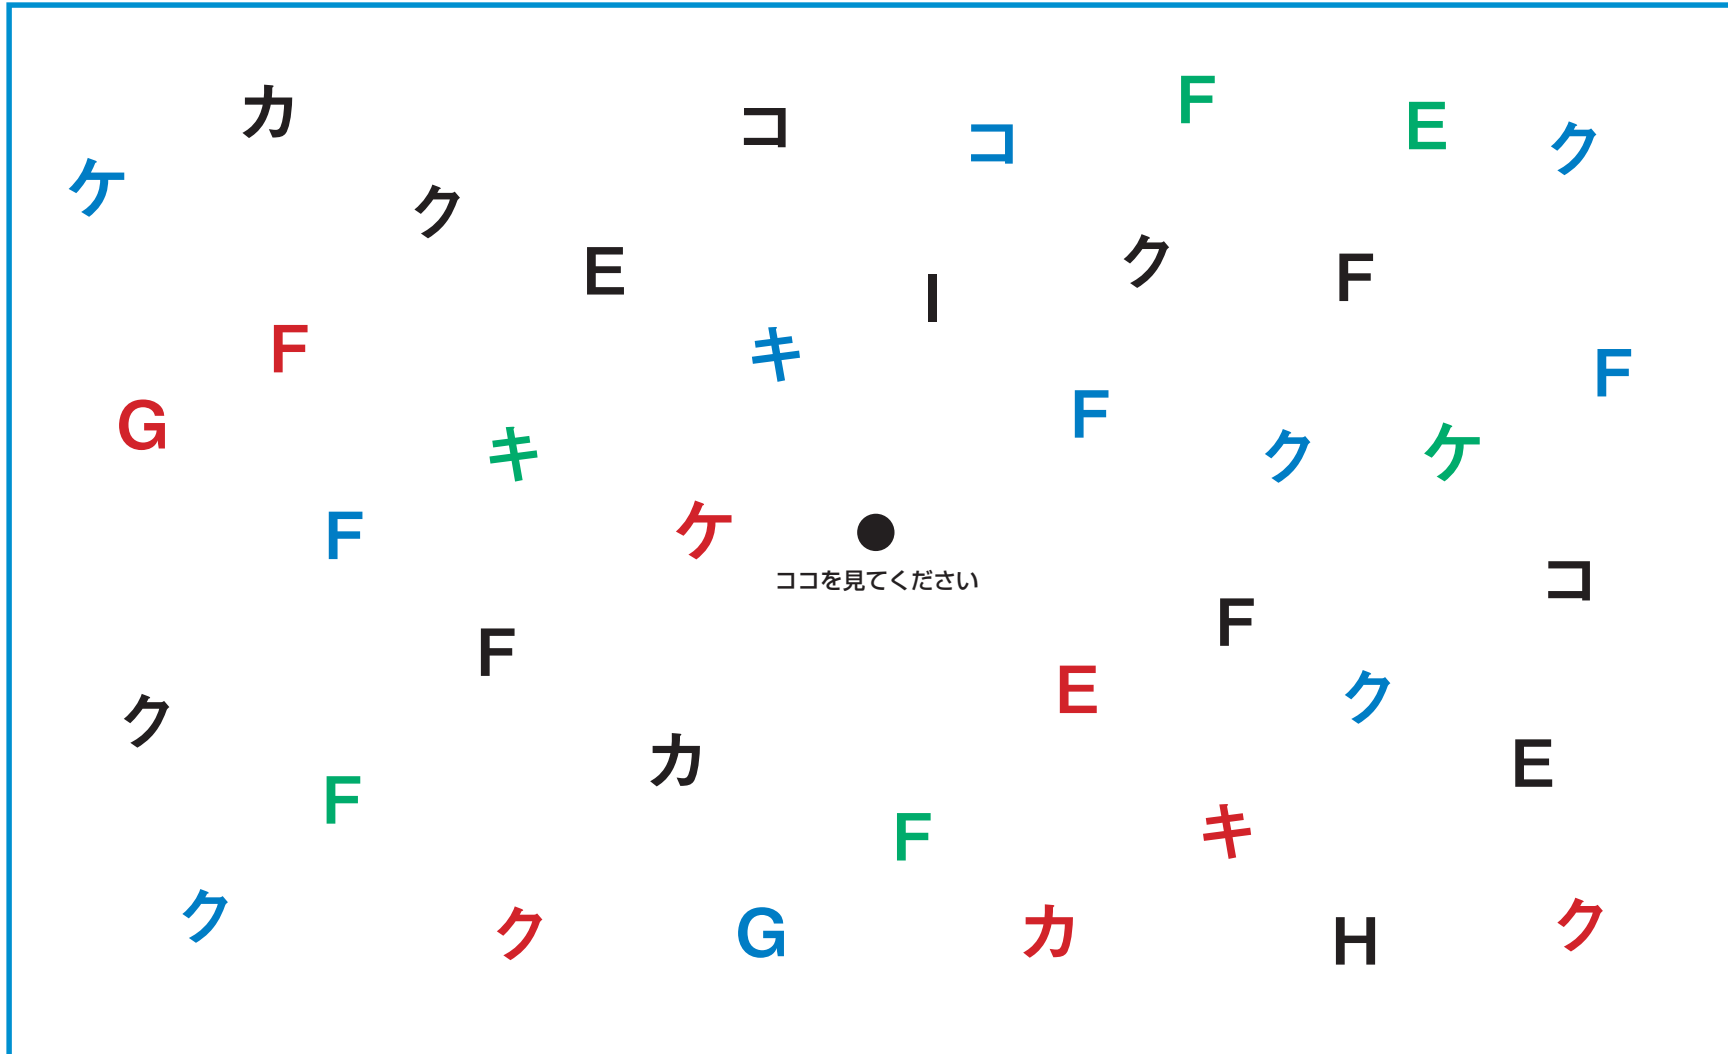 カ コ コ F E ク
ケ ク E I ク F
F キ F F
G キ ク ケ
F ケ
ココを見てください
コ
F F
E ク
ク カ E
F F キ
ク ク G カ H ク